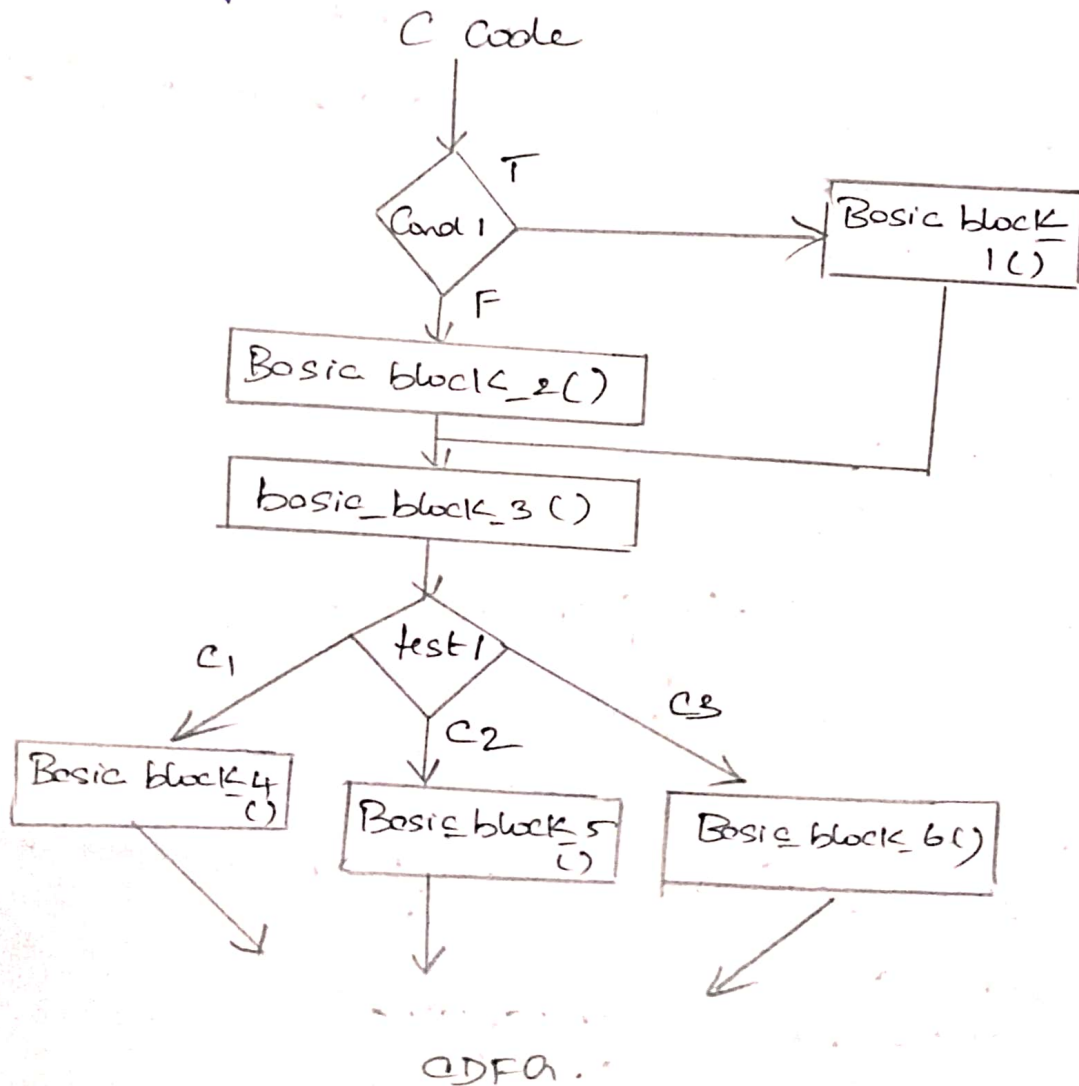 C Code
T
Cond 1
Basic block_
1()
F
Basic block_2()
basic_block_3 ()
test1
C1
C2
C3
Basic block_4
()
Basic block_5
()
Basic block_6()
CDFG.